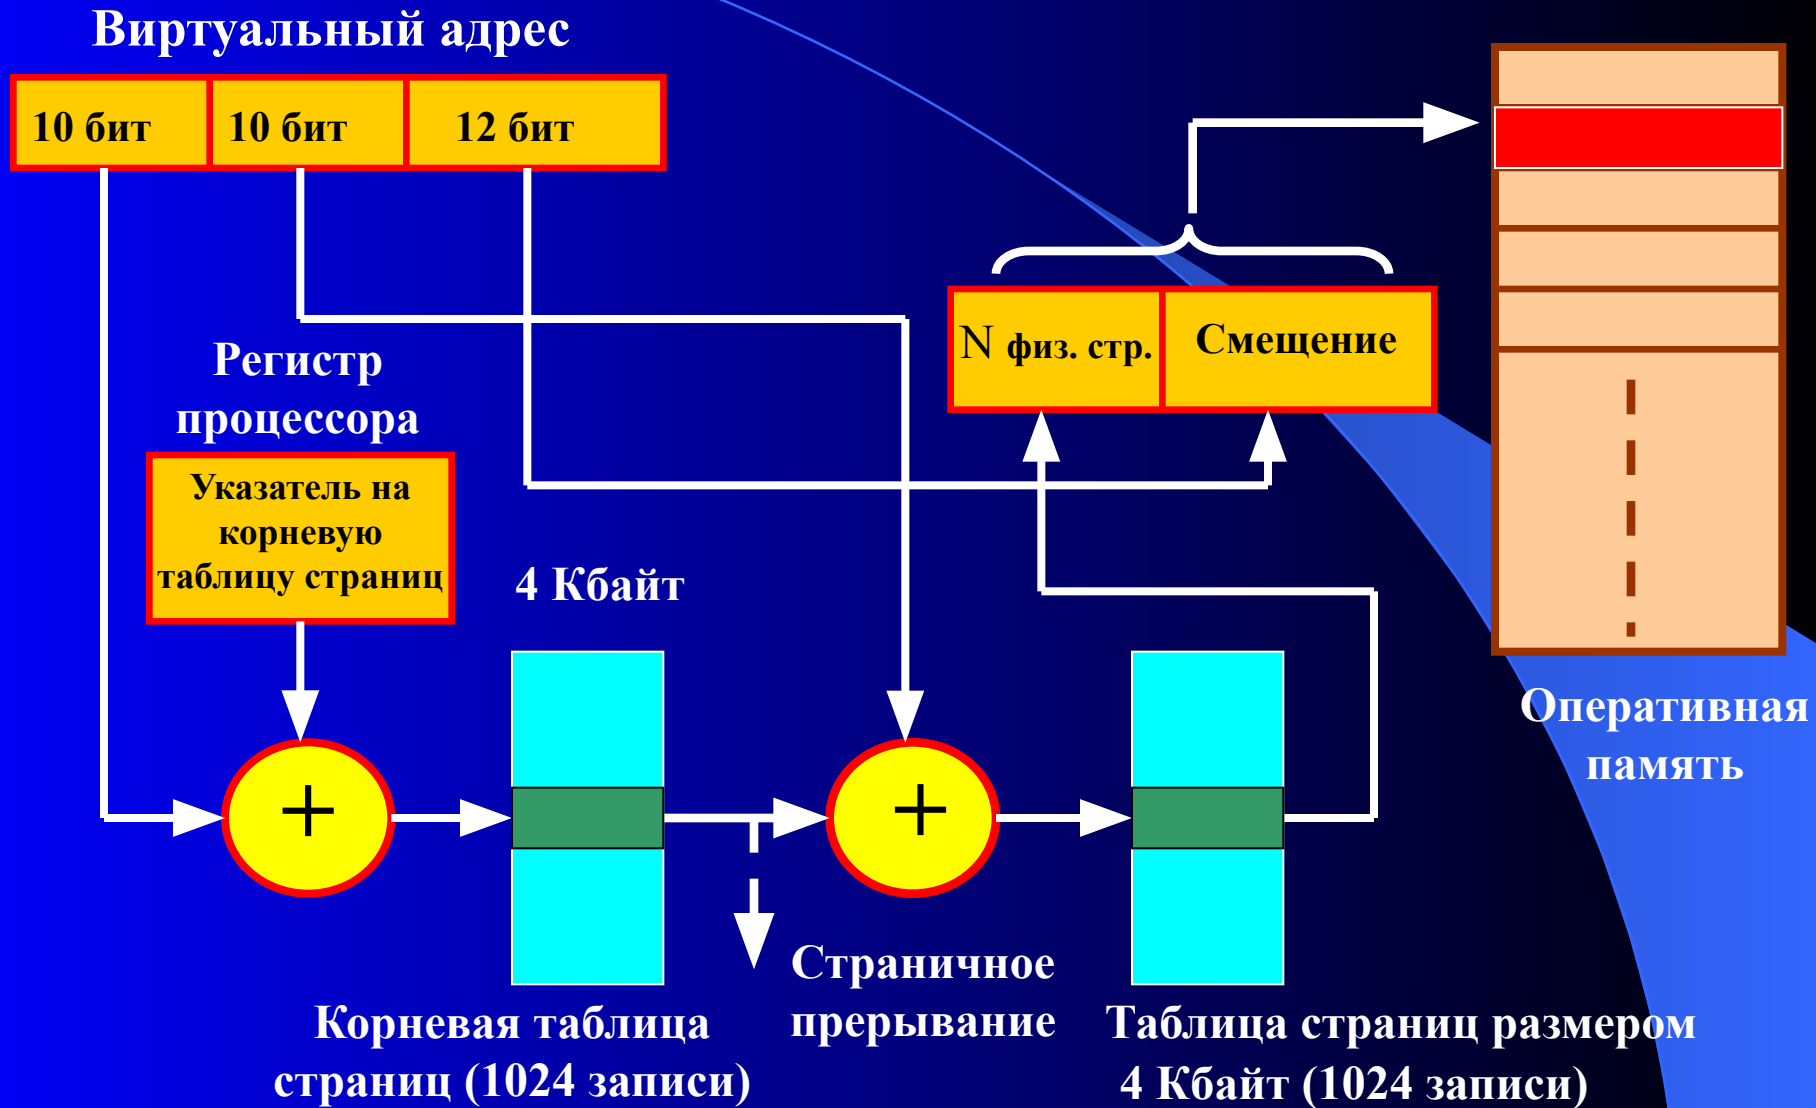 Виртуальный адрес
10 бит
10 бит
12 бит
N физ. стр.
Смещение
Регистр
процессора
Указатель на
корневую
таблицу страниц
4 Кбайт
Оперативная
память
+
+
Страничное
прерывание
Корневая таблица
страниц (1024 записи)
Таблица страниц размером
4 Кбайт (1024 записи)